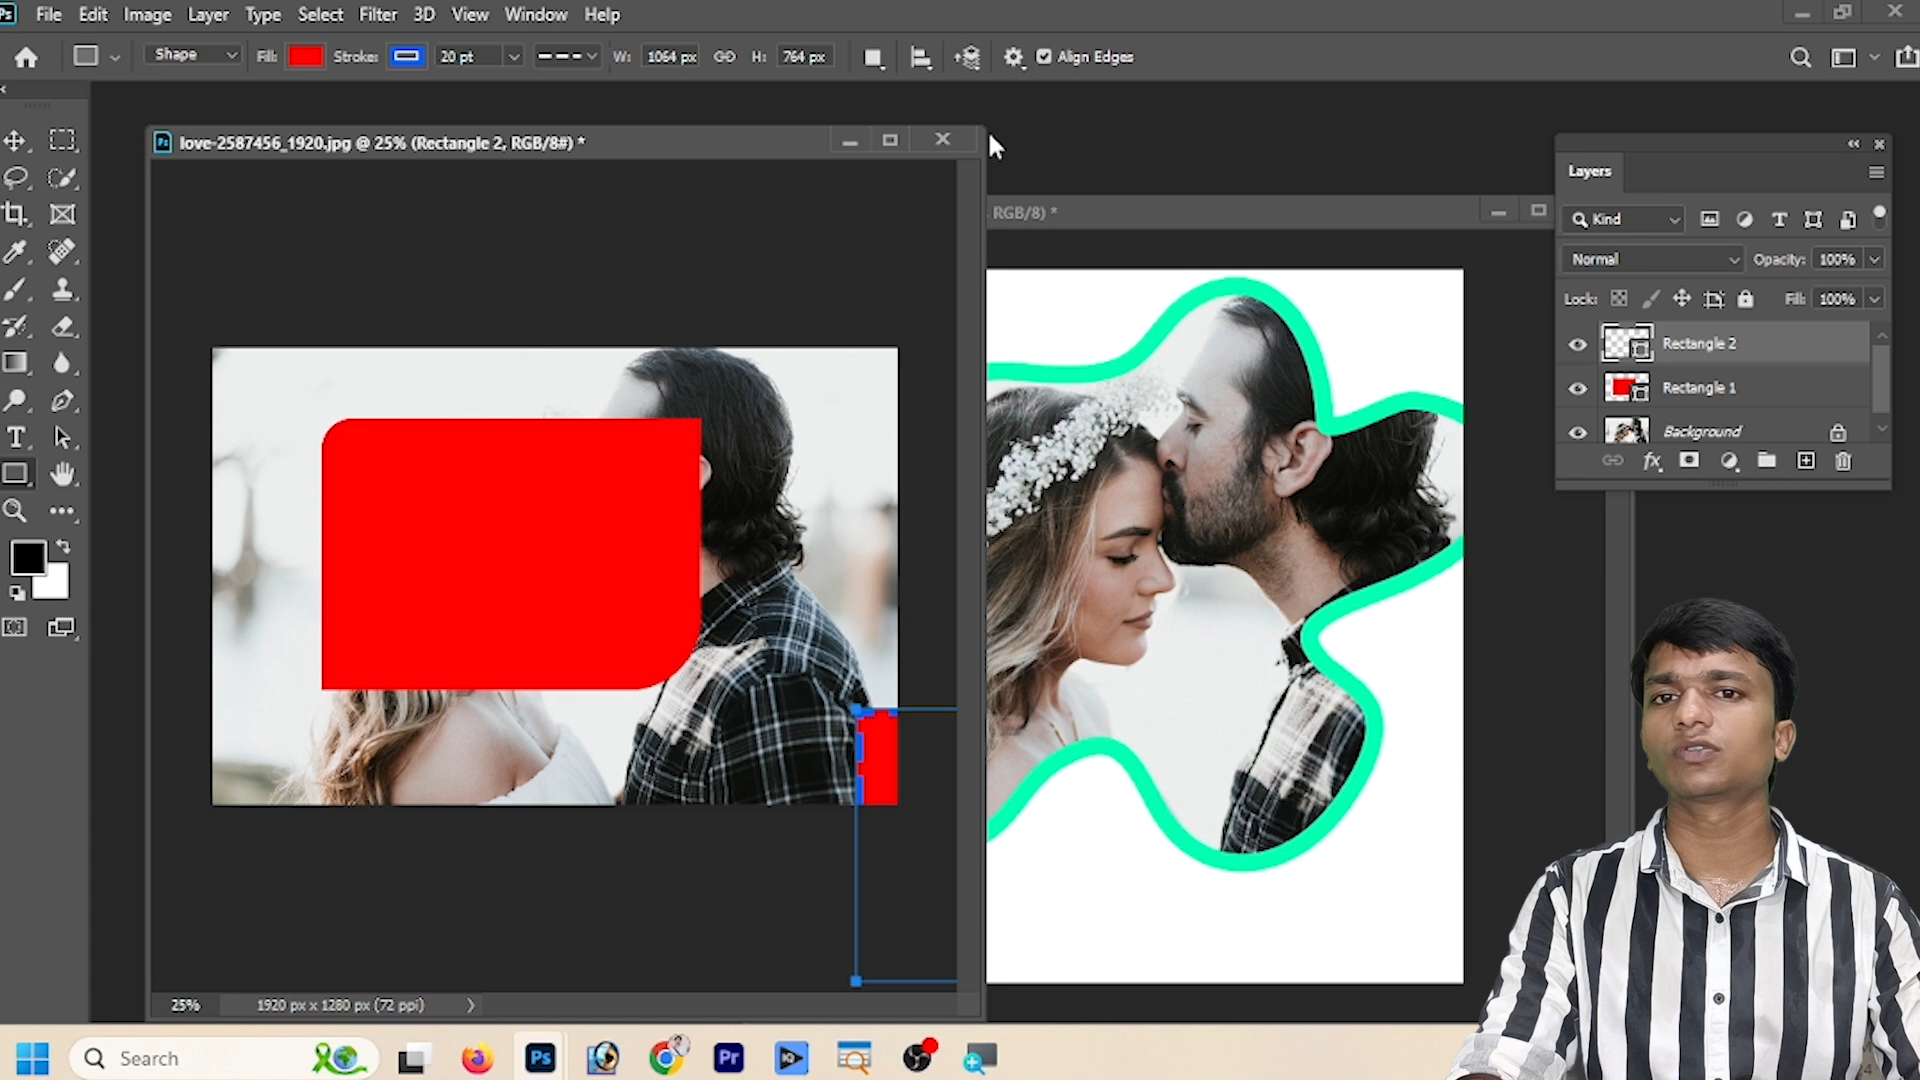 File Edit Image Layer Type Select Filter 3D View Window Help
Shape Fill: Stroke: 20 pt W: 1064 px H: 764 px Align Edges
love-2587456_1920.jpg @ 25% (Rectangle 2, RGB/8#) *
RGB/8) *
Layers
Kind
Normal Opacity: 100%
Lock: Fill: 100%
Rectangle 2
Rectangle 1
Background
25% 1920 px x 1280 px (72 ppi)
Search
Ps
Pr